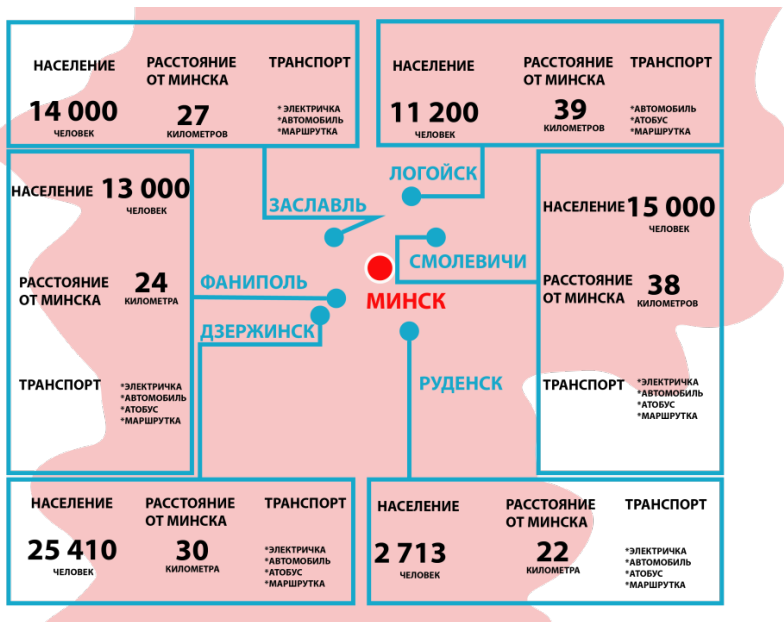 НАСЕЛЕНИЕ
14 000
ЧЕЛОВЕК
РАССТОЯНИЕ
ОТ МИНСКА
27
КИЛОМЕТРОВ
ТРАНСПОРТ
* ЭЛЕКТРИЧКА
*АВТОМОБИЛЬ
*МАРШРУТКА
НАСЕЛЕНИЕ
11 200
ЧЕЛОВЕК
РАССТОЯНИЕ
ОТ МИНСКА
39
КИЛОМЕТРОВ
ТРАНСПОРТ
*АВТОМОБИЛЬ
*АТОБУС
*МАРШРУТКА
НАСЕЛЕНИЕ 13 000
ЧЕЛОВЕК
РАССТОЯНИЕ
ОТ МИНСКА
24
КИЛОМЕТРА
ТРАНСПОРТ
*ЭЛЕКТРИЧКА
*АВТОМОБИЛЬ
*АТОБУС
*МАРШРУТКА
ЛОГОЙСК
ЗАСЛАВЛЬ
СМОЛЕВИЧИ
ФАНИПОЛЬ
МИНСК
ДЗЕРЖИНСК
РУДЕНСК
НАСЕЛЕНИЕ 15 000
ЧЕЛОВЕК
РАССТОЯНИЕ
ОТ МИНСКА
38
КИЛОМЕТРОВ
ТРАНСПОРТ
*ЭЛЕКТРИЧКА
*АВТОМОБИЛЬ
*АТОБУС
*МАРШРУТКА
НАСЕЛЕНИЕ
25 410
ЧЕЛОВЕК
РАССТОЯНИЕ
ОТ МИНСКА
30
КИЛОМЕТРА
ТРАНСПОРТ
*ЭЛЕКТРИЧКА
*АВТОМОБИЛЬ
*АТОБУС
*МАРШРУТКА
НАСЕЛЕНИЕ
2 713
ЧЕЛОВЕК
РАССТОЯНИЕ
ОТ МИНСКА
22
КИЛОМЕТРА
ТРАНСПОРТ
*ЭЛЕКТРИЧКА
*АВТОМОБИЛЬ
*АТОБУС
*МАРШРУТКА